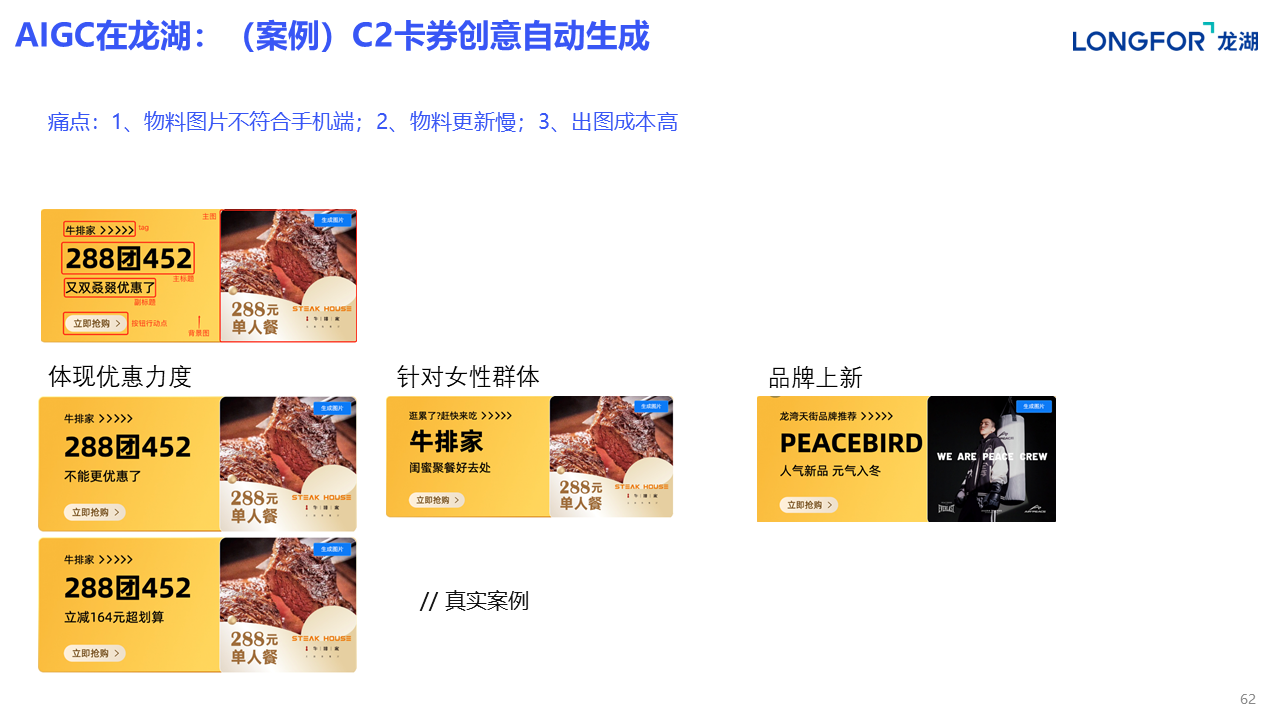 AIGC在龙湖：（案例）C2卡券创意自动生成
LONGFOR 龙湖
痛点：1、物料图片不符合手机端；2、物料更新慢；3、出图成本高
牛排家 >>>>>
tag
主图
生成图片
288团452
主标题
又双叒叕优惠了
副标题
立即抢购 >
按钮行动点
背景图
288元
单人餐
STEAK HOUSE
牛排家
体现优惠力度
牛排家 >>>>>
288团452
不能更优惠了
立即抢购 >
生成图片
288元
单人餐
STEAK HOUSE
牛排家
牛排家 >>>>>
288团452
立减164元超划算
立即抢购 >
生成图片
288元
单人餐
STEAK HOUSE
牛排家
针对女性群体
逛累了?赶快来吃 >>>>>
牛排家
闺蜜聚餐好去处
立即抢购 >
生成图片
288元
单人餐
STEAK HOUSE
品牌上新
龙湾天街品牌推荐 >>>>>
PEACEBIRD
人气新品 元气入冬
立即抢购 >
生成图片
WE ARE PEACE CREW
EVERLAST
// 真实案例
62